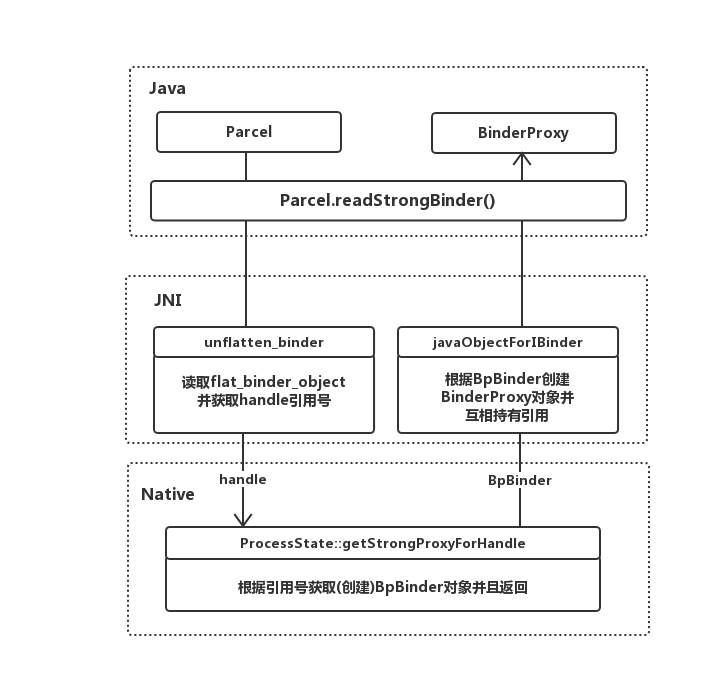 Java
Parcel
BinderProxy
Parcel.readStrongBinder()
JNI
unflatten_binder
读取flat_binder_object
并获取handle引用号
javaObjectForIBinder
根据BpBinder创建
BinderProxy对象并
互相持有引用
handle
BpBinder
Native
ProcessState::getStrongProxyForHandle
根据引用号获取(创建)BpBinder对象并且返回